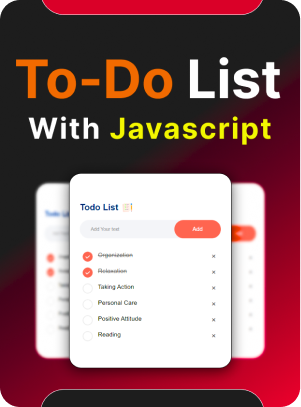 To-Do List
With Javascript
Todo List
Add Your text
Add
Organization
×
Relaxation
×
Taking Action
×
Personal Care
×
Positive Attitude
×
Reading
×